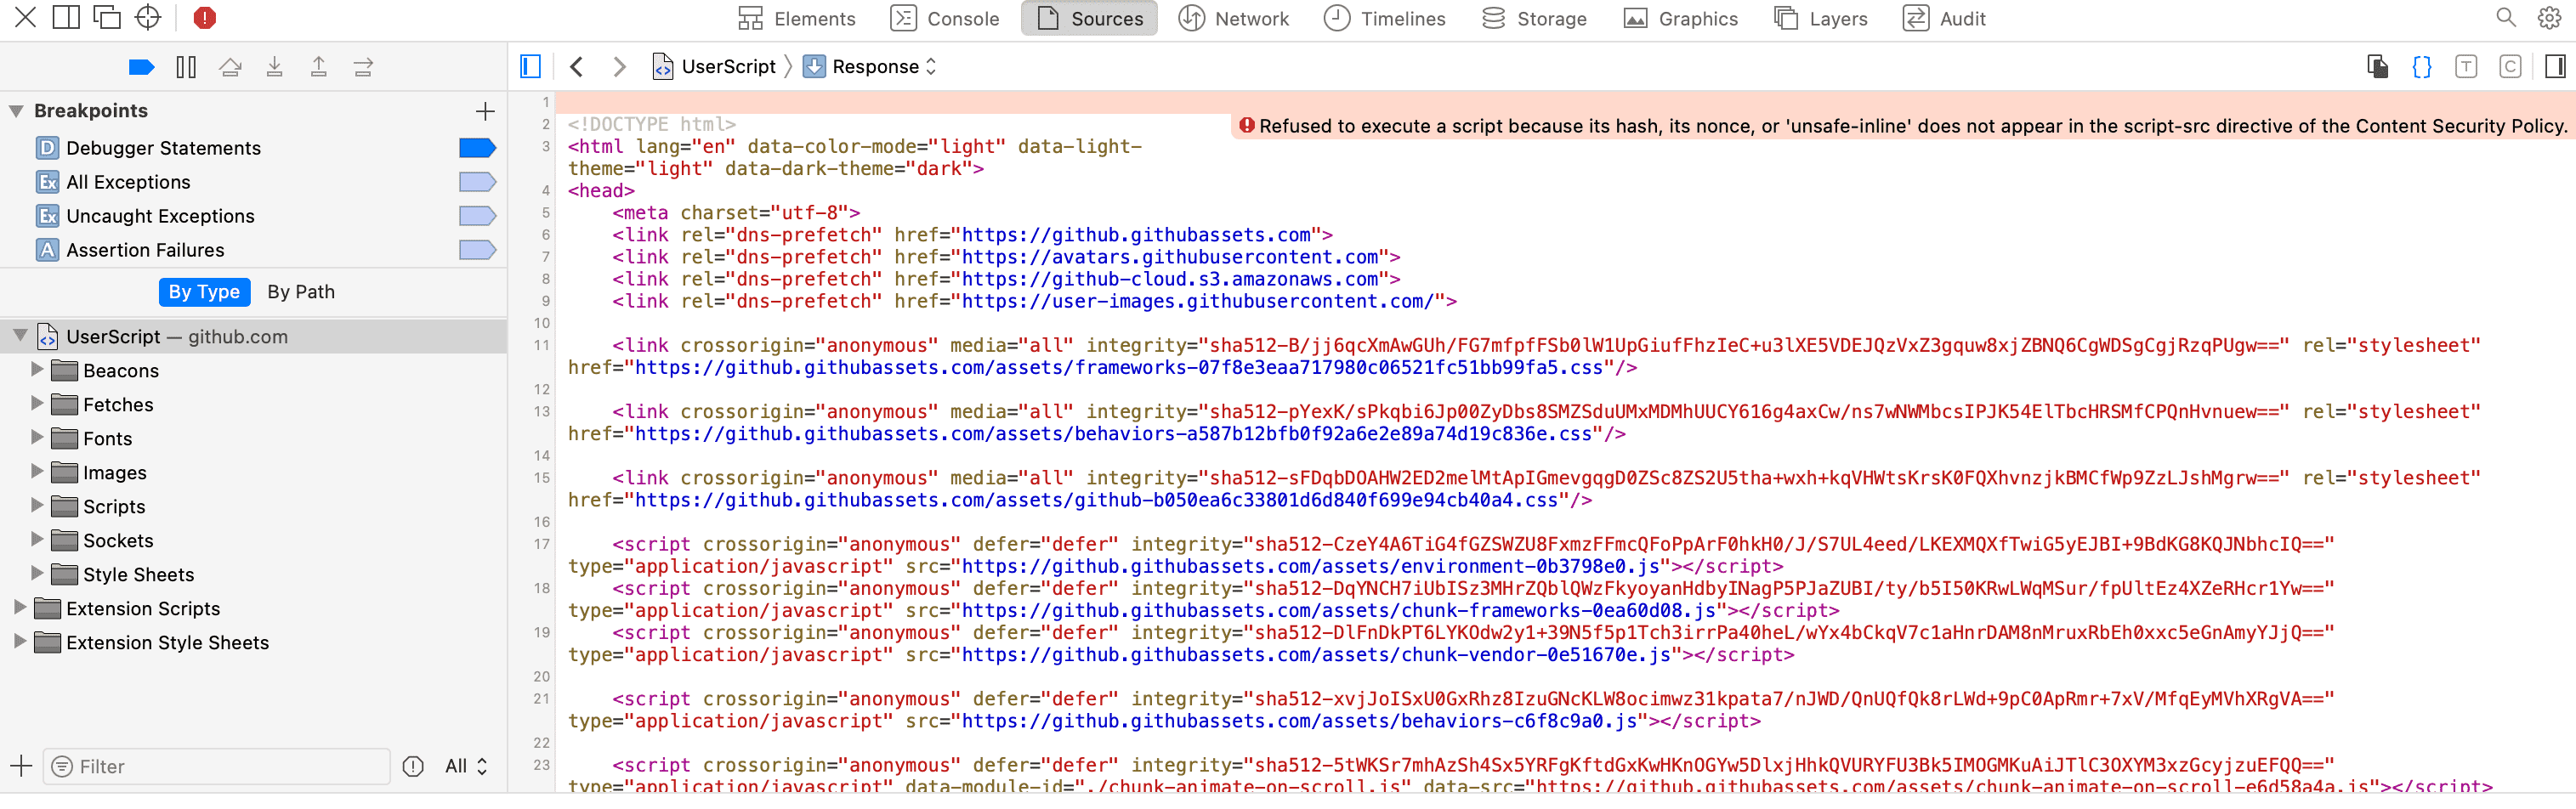 Elements Console Sources Network Timelines Storage Graphics Layers Audit
UserScript Response T C
Breakpoints
D Debugger Statements
Ex All Exceptions
Ex Uncaught Exceptions
A Assertion Failures
By Type By Path
UserScript — github.com
Beacons
Fetches
Fonts
Images
Scripts
Sockets
Style Sheets
Extension Scripts
Extension Style Sheets
Filter All
1
2 <!DOCTYPE html> Refused to execute a script because its hash, its nonce, or 'unsafe-inline' does not appear in the script-src directive of the Content Security Policy.
3 <html lang="en" data-color-mode="light" data-light-
theme="light" data-dark-theme="dark">
4 <head>
5 <meta charset="utf-8">
6 <link rel="dns-prefetch" href="https://github.githubassets.com">
7 <link rel="dns-prefetch" href="https://avatars.githubusercontent.com">
8 <link rel="dns-prefetch" href="https://github-cloud.s3.amazonaws.com">
9 <link rel="dns-prefetch" href="https://user-images.githubusercontent.com/">
10
11 <link crossorigin="anonymous" media="all" integrity="sha512-B/jj6qcXmAwGUh/FG7mfpfFSb0lW1UpGiufFhzIeC+u3lXE5VDEJQzVxZ3gquw8xjZBNQ6CgWDSgCgjRzqPUgw==" rel="stylesheet"
href="https://github.githubassets.com/assets/frameworks-07f8e3eaa717980c06521fc51bb99fa5.css"/>
12
13 <link crossorigin="anonymous" media="all" integrity="sha512-pYexK/sPkqbi6Jp00ZyDbs8SMZSduUMxMDMhUUCY616g4axCw/ns7wNWMbcsIPJK54ElTbcHRSMfCPQnHvnuew==" rel="stylesheet"
href="https://github.githubassets.com/assets/behaviors-a587b12bfb0f92a6e2e89a74d19c836e.css"/>
14
15 <link crossorigin="anonymous" media="all" integrity="sha512-sFDqbDOAHW2ED2melMtApIGmevgqgD0ZSc8ZS2U5tha+wxh+kqVHWtsKrsK0FQXhvnzjkBMCfWp9ZzLJshMgrw==" rel="stylesheet"
href="https://github.githubassets.com/assets/github-b050ea6c33801d6d840f699e94cb40a4.css"/>
16
17 <script crossorigin="anonymous" defer="defer" integrity="sha512-CzeY4A6TiG4fGZSWZU8FxmzFFmcQFoPpArF0hkH0/J/S7UL4eed/LKEXMQXfTwiG5yEJBI+9BdKG8KQJNbhcIQ=="
type="application/javascript" src="https://github.githubassets.com/assets/environment-0b3798e0.js"></script>
18 <script crossorigin="anonymous" defer="defer" integrity="sha512-DqYNCH7iUbISz3MHrZQblQWzFkyoyanHdbyINagP5PJaZUBI/ty/b5I50KRwLWqMSur/fpUltEz4XZeRHcr1Yw=="
type="application/javascript" src="https://github.githubassets.com/assets/chunk-frameworks-0ea60d08.js"></script>
19 <script crossorigin="anonymous" defer="defer" integrity="sha512-DlFnDkPT6LYKOdw2y1+39N5f5p1Tch3irrPa40heL/wYx4bCkqV7c1aHnrDAM8nMruxRbEh0xxc5eGnAmyYJjQ=="
type="application/javascript" src="https://github.githubassets.com/assets/chunk-vendor-0e51670e.js"></script>
20
21 <script crossorigin="anonymous" defer="defer" integrity="sha512-xvjJoISxU0GxRhz8IzuGNcKLW8ocimwz31kpata7/nJWD/QnUQfQk8rLWd+9pC0ApRmr+7xV/MfqEyMVhXRgVA=="
type="application/javascript" src="https://github.githubassets.com/assets/behaviors-c6f8c9a0.js"></script>
22
23 <script crossorigin="anonymous" defer="defer" integrity="sha512-5tWKSr7mhAzSh4Sx5YRFgKftdGxKwHKnOGYw5DlxjHhkQVURYFU3Bk5IMOGMKuAiJTlC3OXYM3xzGcyjzuEFQQ=="
type="application/javascript" data-module-id="./chunk-animate-on-scroll.js" data-src="https://github.githubassets.com/assets/chunk-animate-on-scroll-e6d58a4a.js"></script>